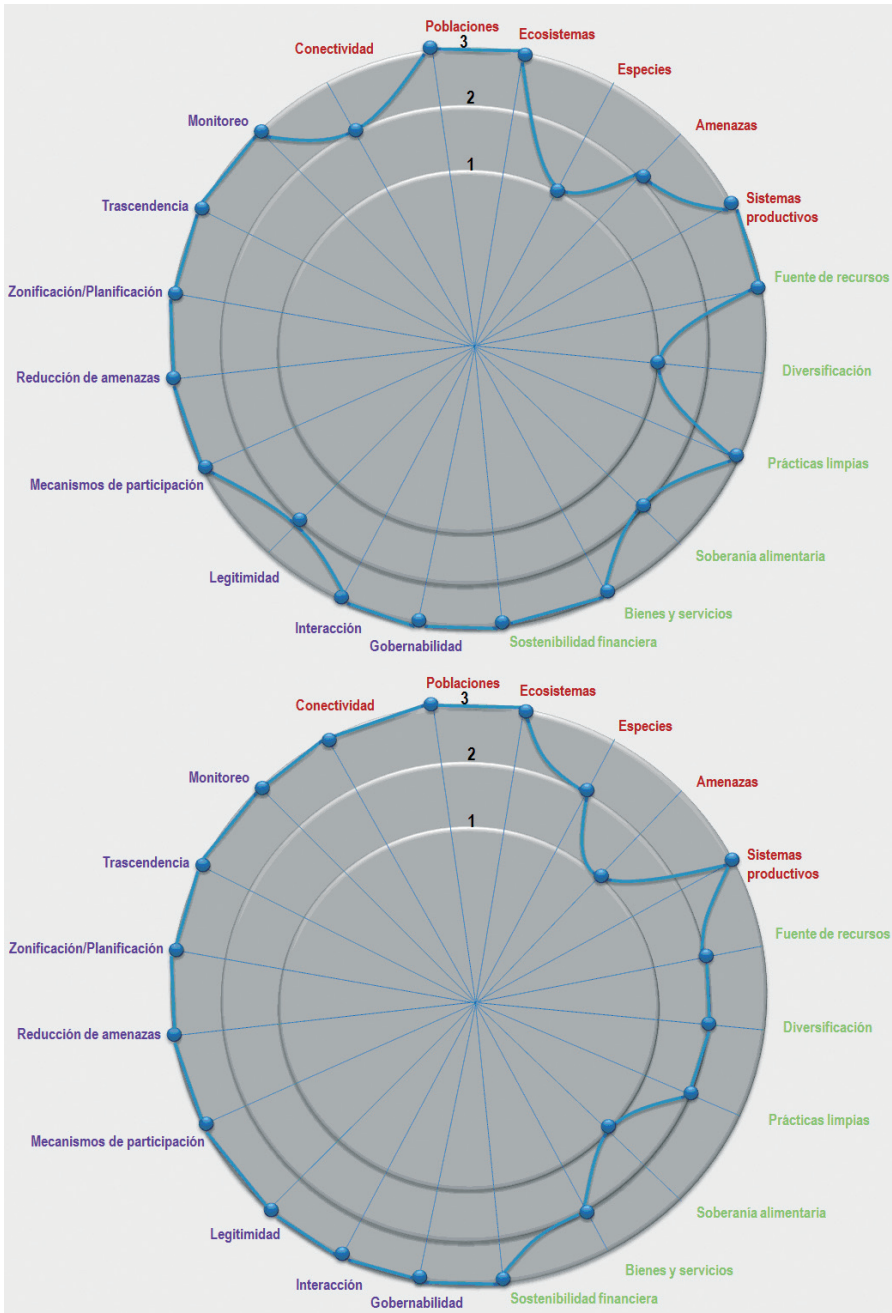 Poblaciones
3
Ecosistemas
Conectividad
Especies
2
Monitoreo
Amenazas
1
Trascendencia
Sistemas
productivos
Fuente de recursos
Zonificación/Planificación
Diversificación
Reducción de amenazas
Prácticas limpias
Mecanismos de participación
Soberania alimentaria
Legitimidad
Bienes y servicios
Interacción
Gobernabilidad
Sostenibilidad financiera
Poblaciones
3
Ecosistemas
Conectividad
Especies
2
Monitoreo
Amenazas
1
Trascendencia
Sistemas
productivos
Fuente de recursos
Zonificación/Planificación
Diversificación
Reducción de amenazas
Prácticas limpias
Mecanismos de participación
Soberania alimentaria
Legitimidad
Bienes y servicios
Interacción
Gobernabilidad
Sostenibilidad financiera